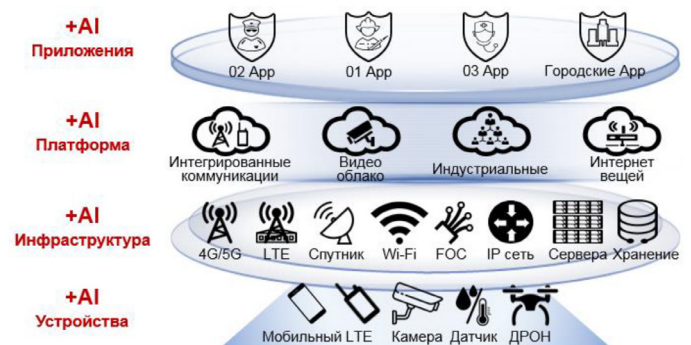 +AI
Приложения
02 App
01 App
03 App
Городские App
+AI
Платформа
Интегрированные
коммуникации
Видео
облако
Индустриальные
Интернет
вещей
+AI
Инфраструктура
4G/5G
LTE
Спутник
Wi-Fi
FOC
IP сеть
Сервера
Хранение
+AI
Устройства
Мобильный LTE
Камера
Датчик
ДРОН